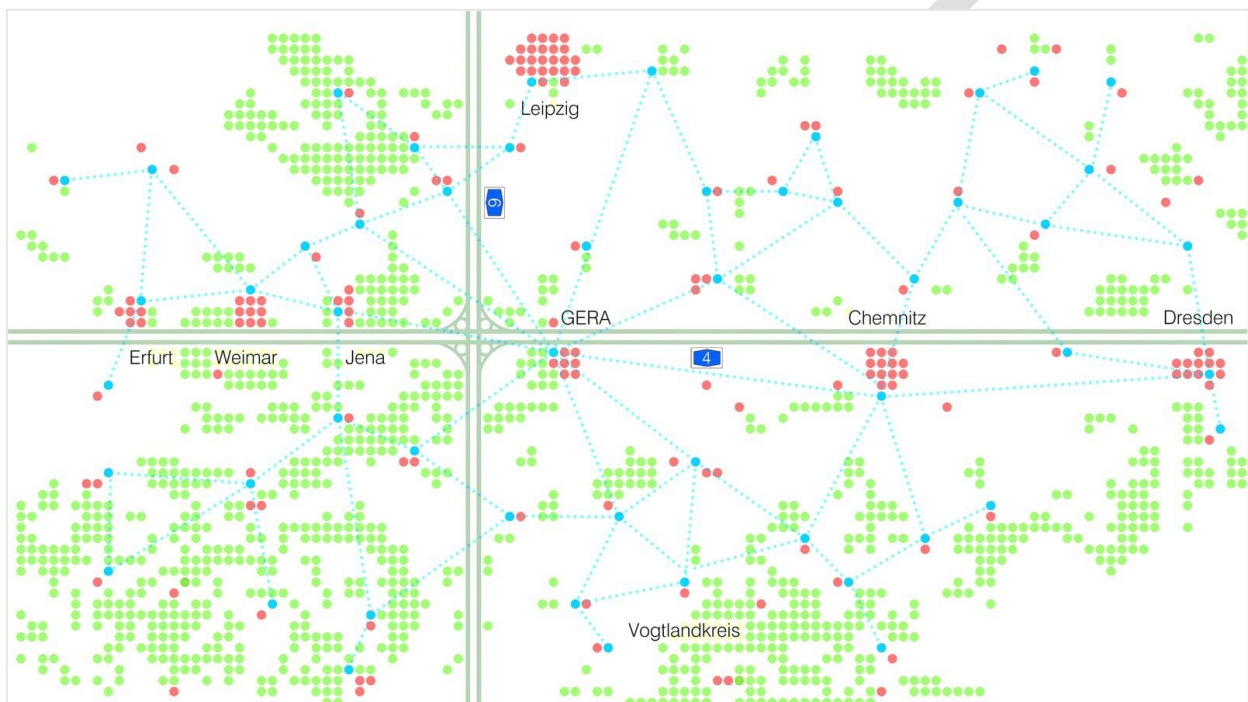 Leipzig
9
GERA
Chemnitz
Dresden
Erfurt
Weimar
Jena
4
Vogtlandkreis